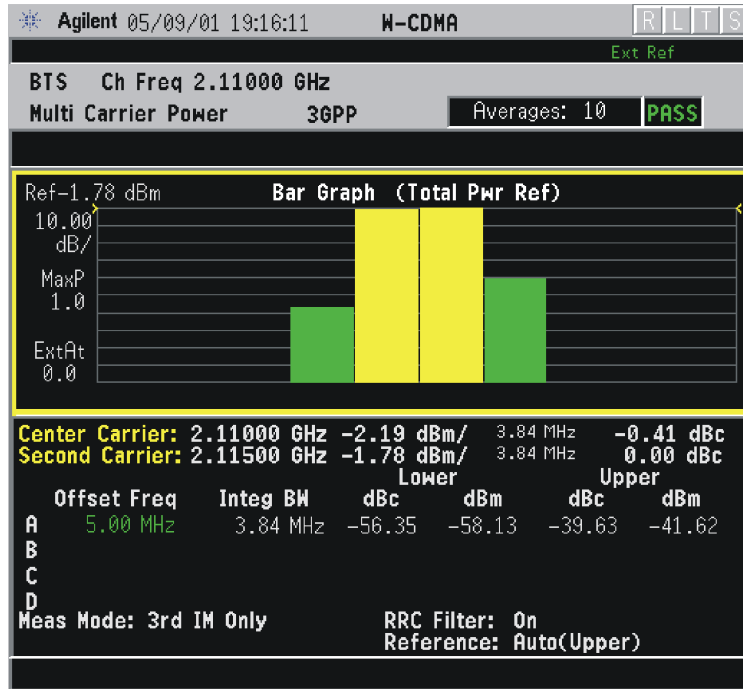 Agilent 05/09/01 19:16:11 W-CDMA R L T S
Ext Ref
BTS Ch Freq 2.11000 GHz
Multi Carrier Power 3GPP Averages: 10 PASS
Ref-1.78 dBm Bar Graph (Total Pwr Ref)
10.00
dB/
MaxP
1.0
ExtAt
0.0
Center Carrier: 2.11000 GHz -2.19 dBm/ 3.84 MHz -0.41 dBc
Second Carrier: 2.11500 GHz -1.78 dBm/ 3.84 MHz 0.00 dBc
Lower Upper
Offset Freq Integ BW dBc dBm dBc dBm
A 5.00 MHz 3.84 MHz -56.35 -58.13 -39.63 -41.62
B
C
D
Meas Mode: 3rd IM Only RRC Filter: On
Reference: Auto(Upper)